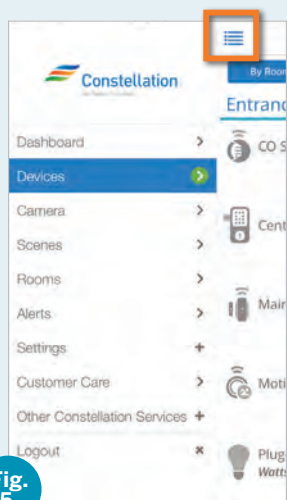 Constellation
By Room
Entranc
Dashboard
CO S
Devices
Camera
Cent
Scenes
Rooms
Main
Alerts
Settings
Customer Care
Moti
Other Constellation Services
Logout
Plug
Watts
Fig.
5